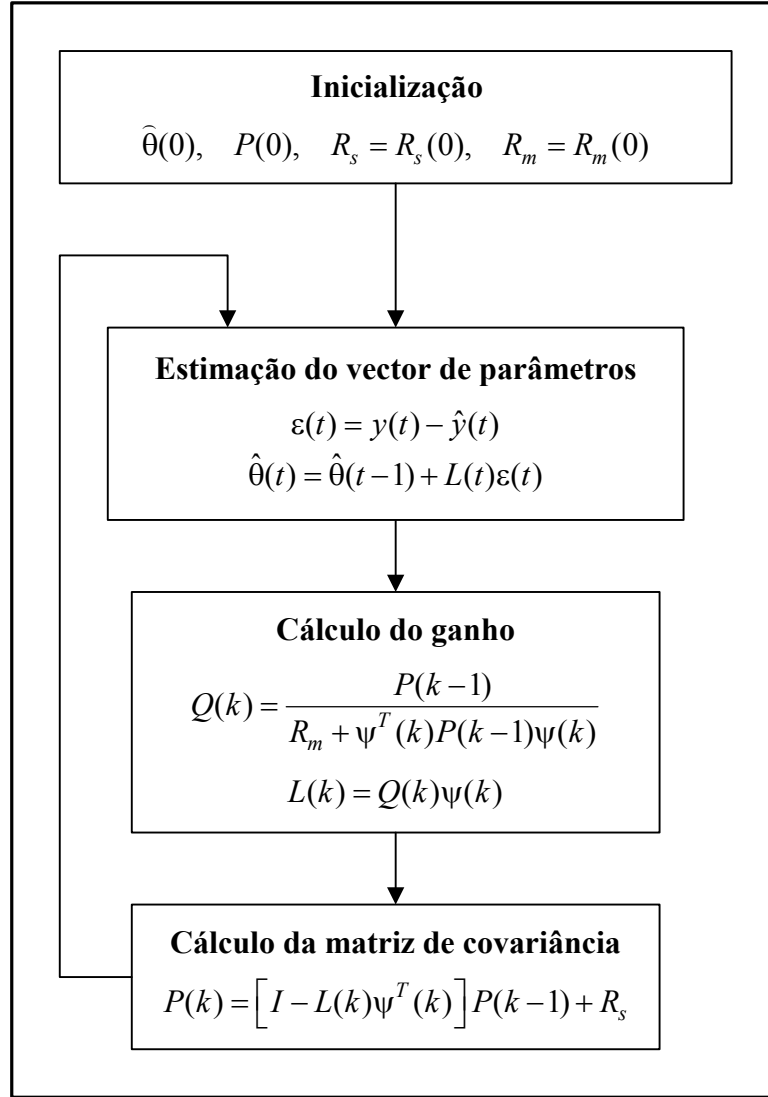 Inicialização
θ̂(0),   P(0),   R_s = R_s(0),   R_m = R_m(0)
Estimação do vector de parâmetros
ε(t) = y(t) − ŷ(t)
θ̂(t) = θ̂(t−1) + L(t)ε(t)
Cálculo do ganho
Q(k) = P(k−1) / R_m + ψ^T(k)P(k−1)ψ(k)
L(k) = Q(k)ψ(k)
Cálculo da matriz de covariância
P(k) = [I − L(k)ψ^T(k)]P(k−1) + R_s